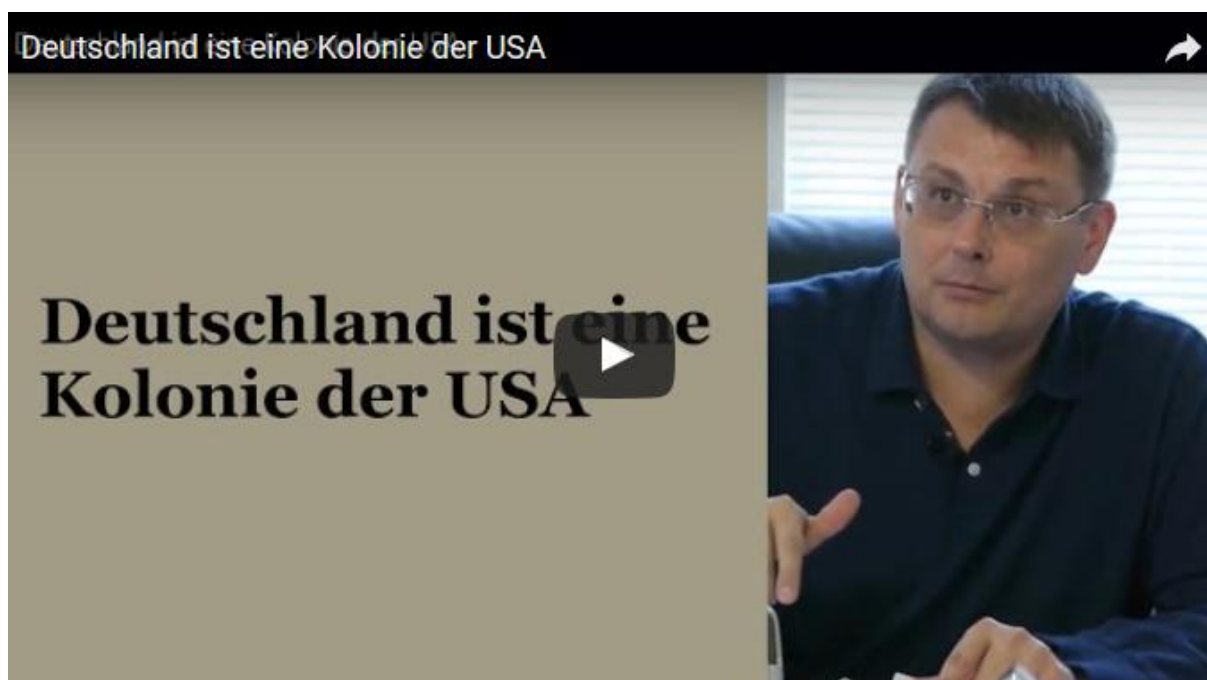 Deutschland ist eine Kolonie der USA
Deutschland ist eine
Kolonie der USA